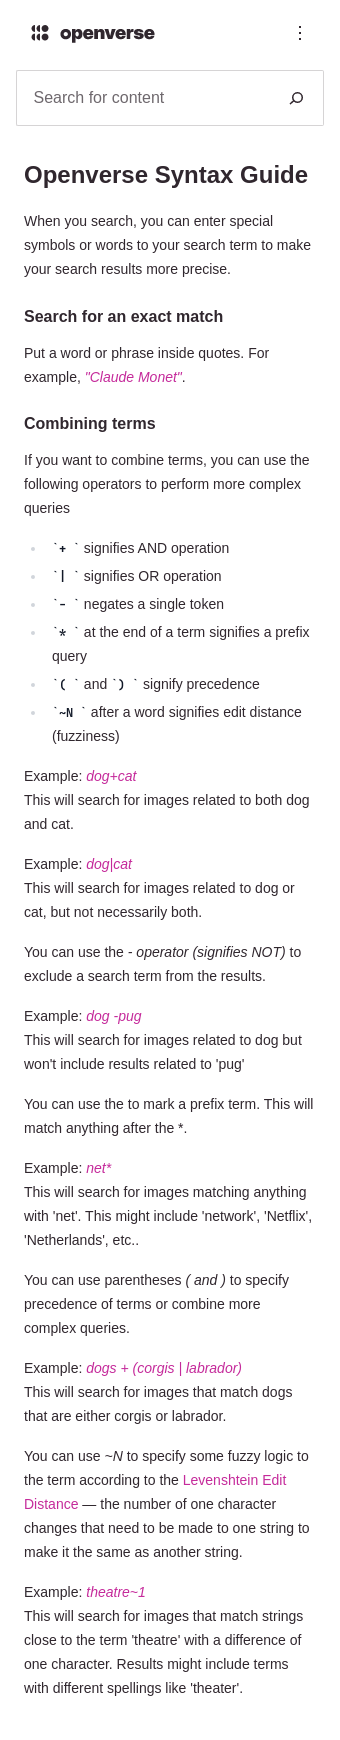 openverse
Search for content
Openverse Syntax Guide
When you search, you can enter special
symbols or words to your search term to make
your search results more precise.
Search for an exact match
Put a word or phrase inside quotes. For
example, "Claude Monet".
Combining terms
If you want to combine terms, you can use the
following operators to perform more complex
queries
`+ ` signifies AND operation
`| ` signifies OR operation
`- ` negates a single token
`* ` at the end of a term signifies a prefix
query
`( ` and `) ` signify precedence
`~N ` after a word signifies edit distance
(fuzziness)
Example: dog+cat
This will search for images related to both dog
and cat.
Example: dog|cat
This will search for images related to dog or
cat, but not necessarily both.
You can use the - operator (signifies NOT) to
exclude a search term from the results.
Example: dog -pug
This will search for images related to dog but
won't include results related to 'pug'
You can use the to mark a prefix term. This will
match anything after the *.
Example: net*
This will search for images matching anything
with 'net'. This might include 'network', 'Netflix',
'Netherlands', etc..
You can use parentheses ( and ) to specify
precedence of terms or combine more
complex queries.
Example: dogs + (corgis | labrador)
This will search for images that match dogs
that are either corgis or labrador.
You can use ~N to specify some fuzzy logic to
the term according to the Levenshtein Edit
Distance — the number of one character
changes that need to be made to one string to
make it the same as another string.
Example: theatre~1
This will search for images that match strings
close to the term 'theatre' with a difference of
one character. Results might include terms
with different spellings like 'theater'.